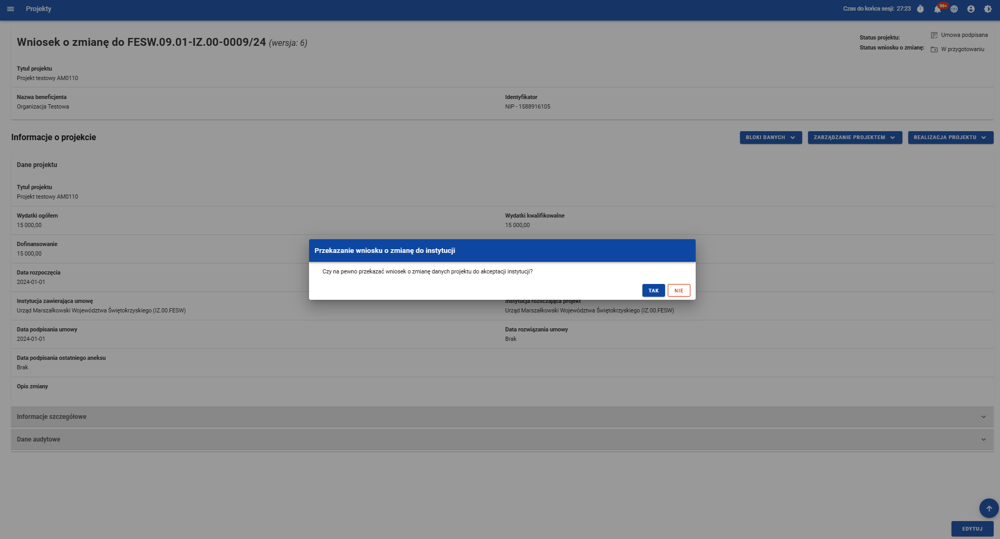 Projekty
Czas do końca sesji: 27:23
99+
Wniosek o zmianę do FESW.09.01-IZ.00-0009/24 (wersja: 6)
Status projektu: Umowa podpisana
Status wniosku o zmianę: W przygotowaniu
Tytuł projektu
Projekt testowy AM0110
Nazwa beneficjenta
Organizacja Testowa
Identyfikator
NIP - 1588916105
Informacje o projekcie
BLOKI DANYCH
ZARZĄDZANIE PROJEKTEM
REALIZACJA PROJEKTU
Dane projektu
Tytuł projektu
Projekt testowy AM0110
Wydatki ogółem
15 000,00
Wydatki kwalifikowalne
15 000,00
Dofinansowanie
15 000,00
Data rozpoczęcia
2024-01-01
Przekazanie wniosku o zmianę do instytucji
Czy na pewno przekazać wniosek o zmianę danych projektu do akceptacji instytucji?
TAK
NIE
Instytucja zawierająca umowę
Urząd Marszałkowski Województwa Świętokrzyskiego (IZ.00.FESW)
Instytucja rozliczająca projekt
Urząd Marszałkowski Województwa Świętokrzyskiego (IZ.00.FESW)
Data podpisania umowy
2024-01-01
Data rozwiązania umowy
Brak
Data podpisania ostatniego aneksu
Brak
Opis zmiany
Informacje szczegółowe
Dane audytowe
EDYTUJ